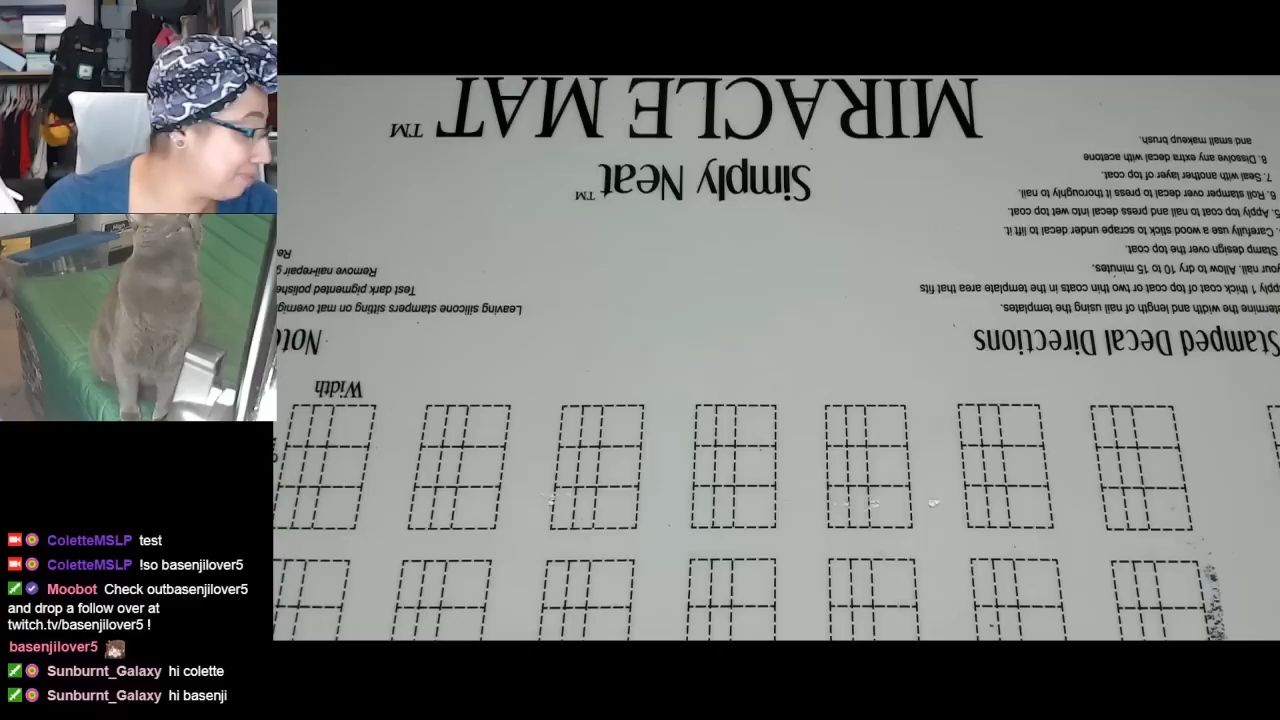 MIRACLE MAT™
Simply Neat™
and small makeup brush.
8. Dissolve any extra decal with acetone
7. Seal with another layer of top coat.
6. Roll stamper over decal to press it thoroughly to nail.
5. Apply top coat to nail and press decal into wet top coat.
. Carefully use a wood stick to scrape under decal to lift it.
Stamp design over the top coat.
your nail. Allow to dry 10 to 15 minutes.
pply 1 thick coat of top coat or two thin coats in the template area that fits
etermine the width and length of nail using the templates.
Stamped Decal Directions
Re
Remove nail-repair g
Test dark pigmented polishe
Leaving silicone stampers sitting on mat overnigh
Note
Width
ColetteMSLP test
ColetteMSLP !so basenjilover5
Moobot Check outbasenjilover5
and drop a follow over at
twitch.tv/basenjilover5 !
basenjilover5
Sunburnt_Galaxy hi colette
Sunburnt_Galaxy hi basenji